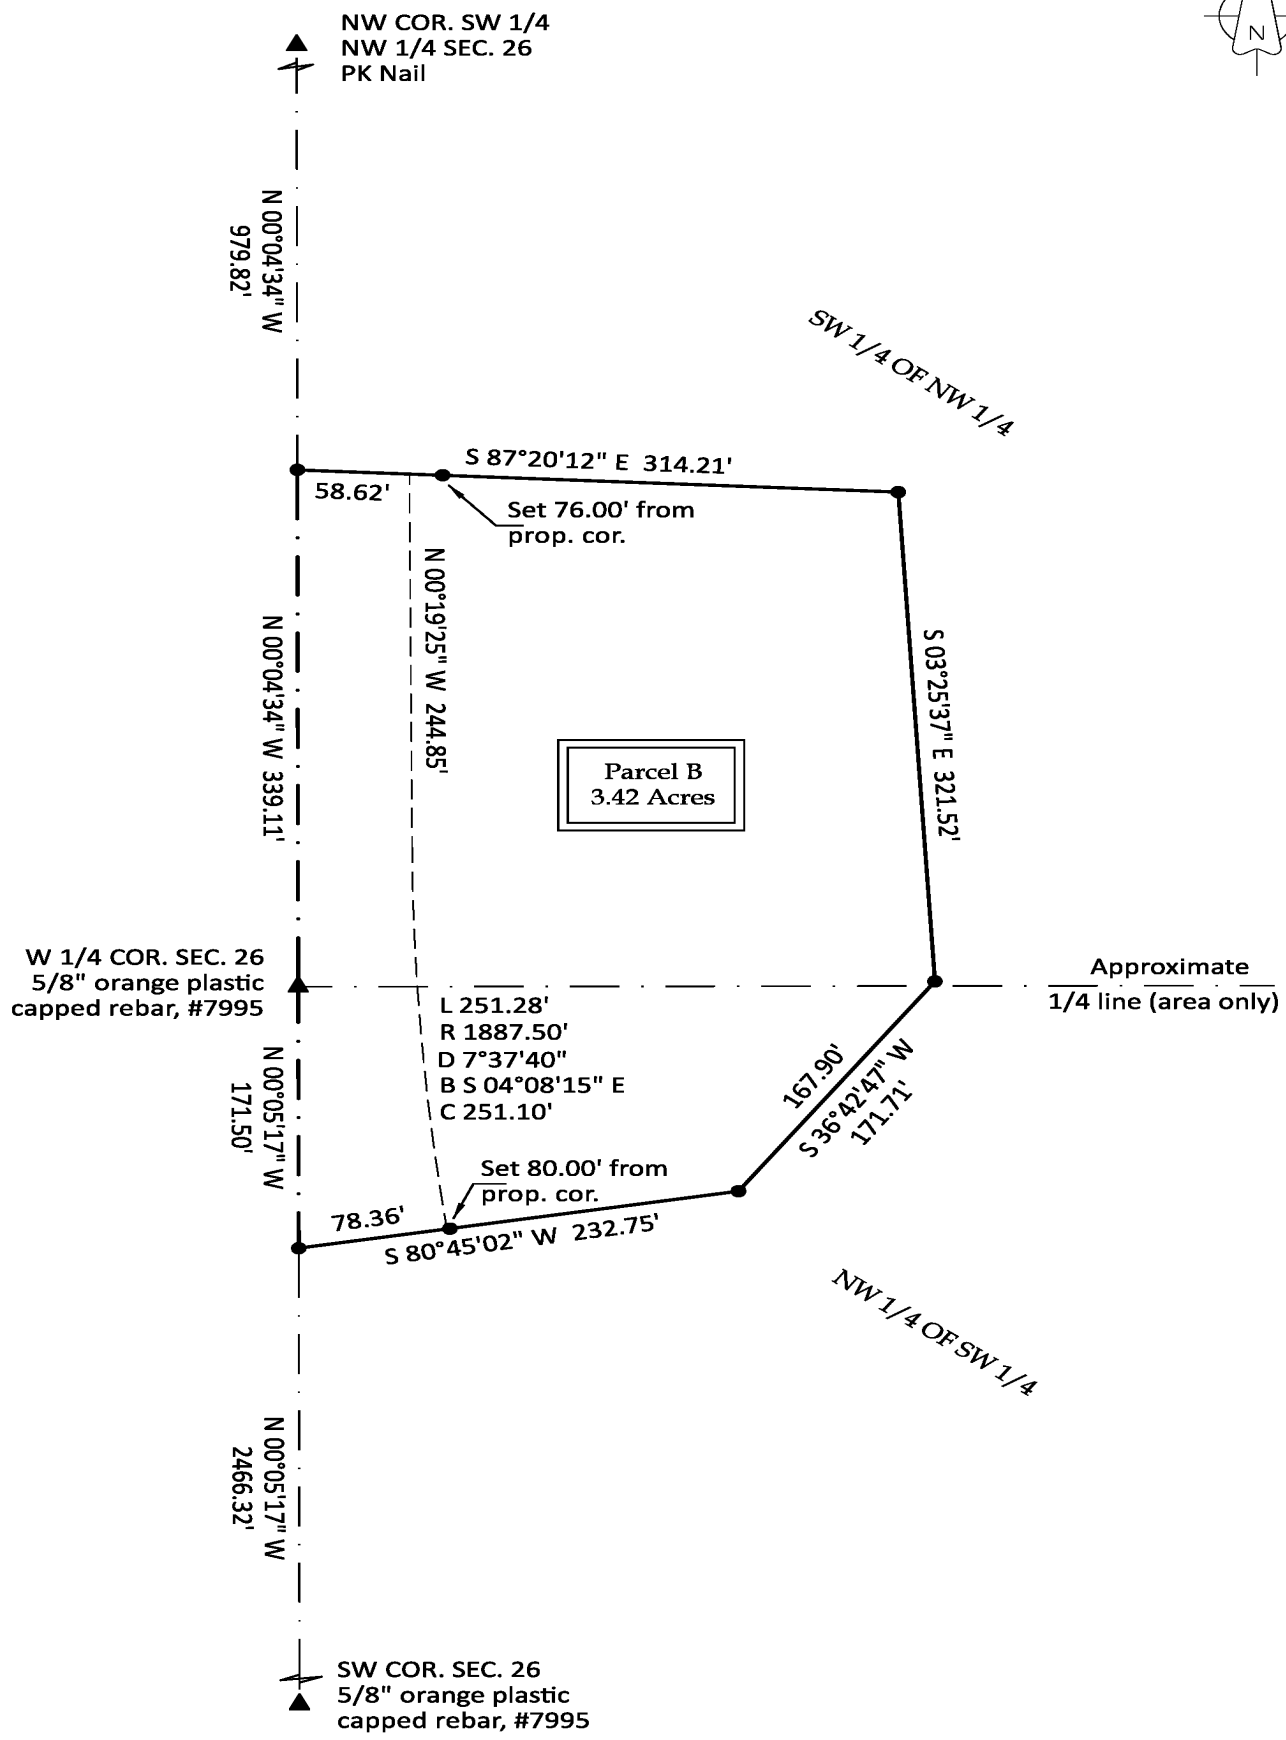 NW COR. SW 1/4
NW 1/4 SEC. 26
PK Nail
N
N 00°04'34" W
979.82'
SW 1/4 OF NW 1/4
S 87°20'12" E 314.21'
58.62'
Set 76.00' from
prop. cor.
N 00°19'25" W 244.85'
N 00°04'34" W 339.11'
S 03°25'37" E 321.52'
Parcel B
3.42 Acres
W 1/4 COR. SEC. 26
5/8" orange plastic
capped rebar, #7995
Approximate
1/4 line (area only)
L 251.28'
R 1887.50'
D 7°37'40"
B S 04°08'15" E
C 251.10'
167.90'
S 36°42'47" W
171.71'
N 00°05'17" W
171.50'
Set 80.00' from
prop. cor.
78.36'
S 80°45'02" W 232.75'
NW 1/4 OF SW 1/4
N 00°05'17" W
2466.32'
SW COR. SEC. 26
5/8" orange plastic
capped rebar, #7995